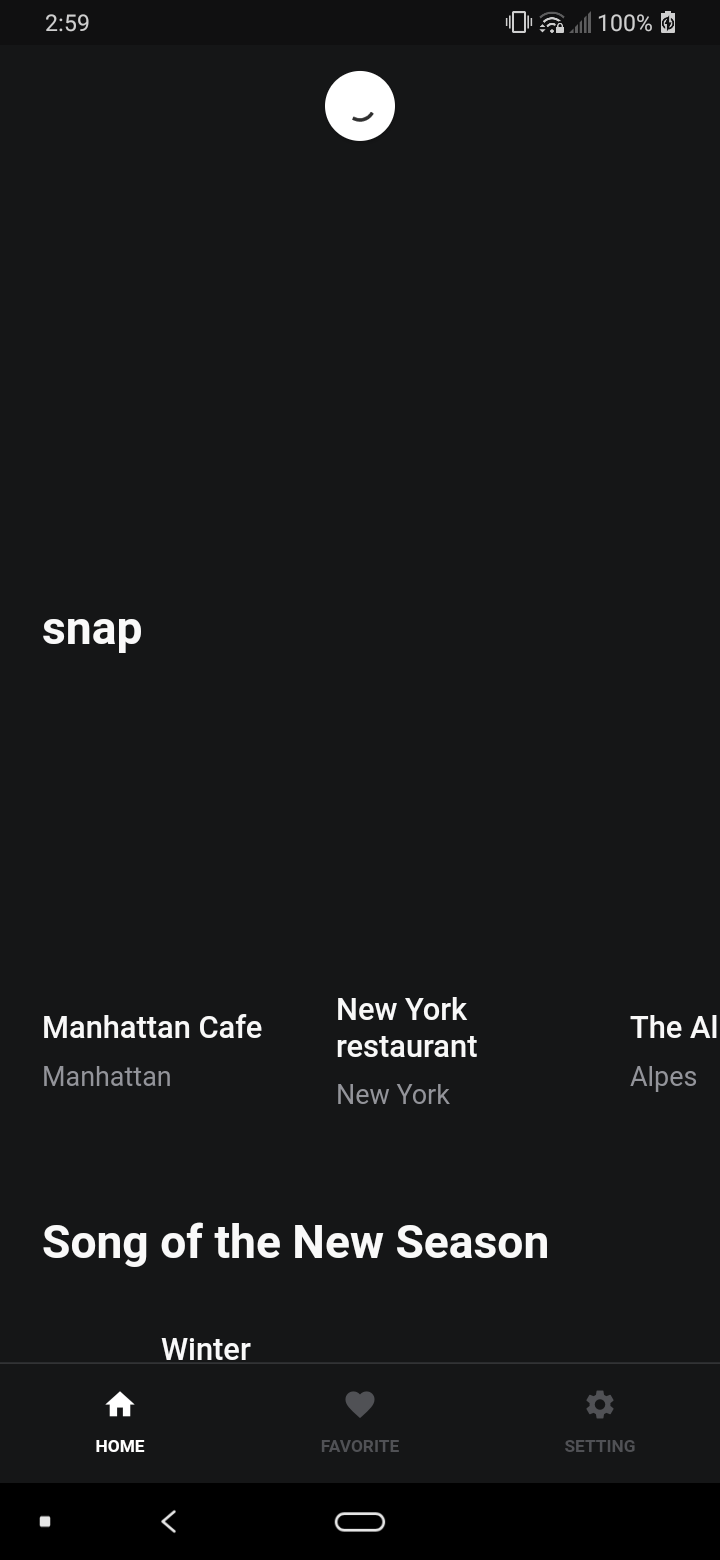 2:59
100%
snap
Manhattan Cafe
Manhattan
New York
restaurant
New York
The Al
Alpes
Song of the New Season
Winter
HOME
FAVORITE
SETTING